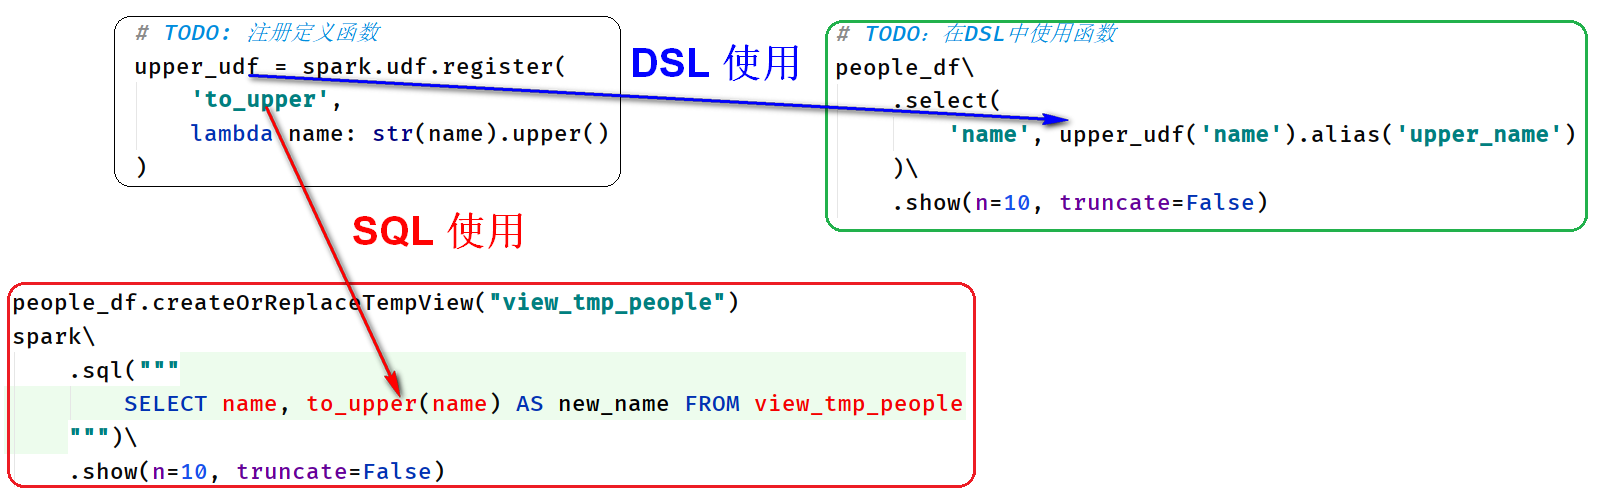 # TODO: 注册定义函数
upper_udf = spark.udf.register(
'to_upper',
lambda name: str(name).upper()
)
DSL 使用
# TODO：在DSL中使用函数
people_df\
.select(
'name', upper_udf('name').alias('upper_name')
)\
.show(n=10, truncate=False)
SQL 使用
people_df.createOrReplaceTempView("view_tmp_people")
spark\
.sql("""
SELECT name, to_upper(name) AS new_name FROM view_tmp_people
""")\
.show(n=10, truncate=False)